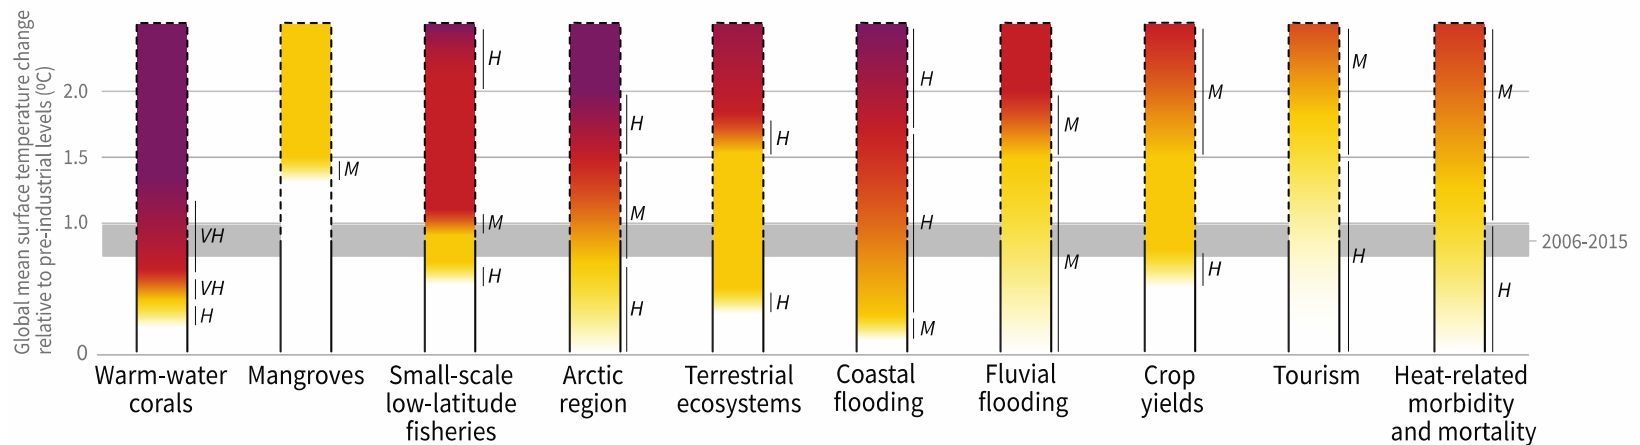 Global mean surface temperature change
relative to pre-industrial levels (ºC)
2.0
1.5
1.0
0
VH
VH
H
M
H
M
H
H
M
H
H
H
H
H
M
M
M
M
H
M
H
M
H
2006-2015
Warm-water
corals
Mangroves
Small-scale
low-latitude
fisheries
Arctic
region
Terrestrial
ecosystems
Coastal
flooding
Fluvial
flooding
Crop
yields
Tourism
Heat-related
morbidity
and mortality